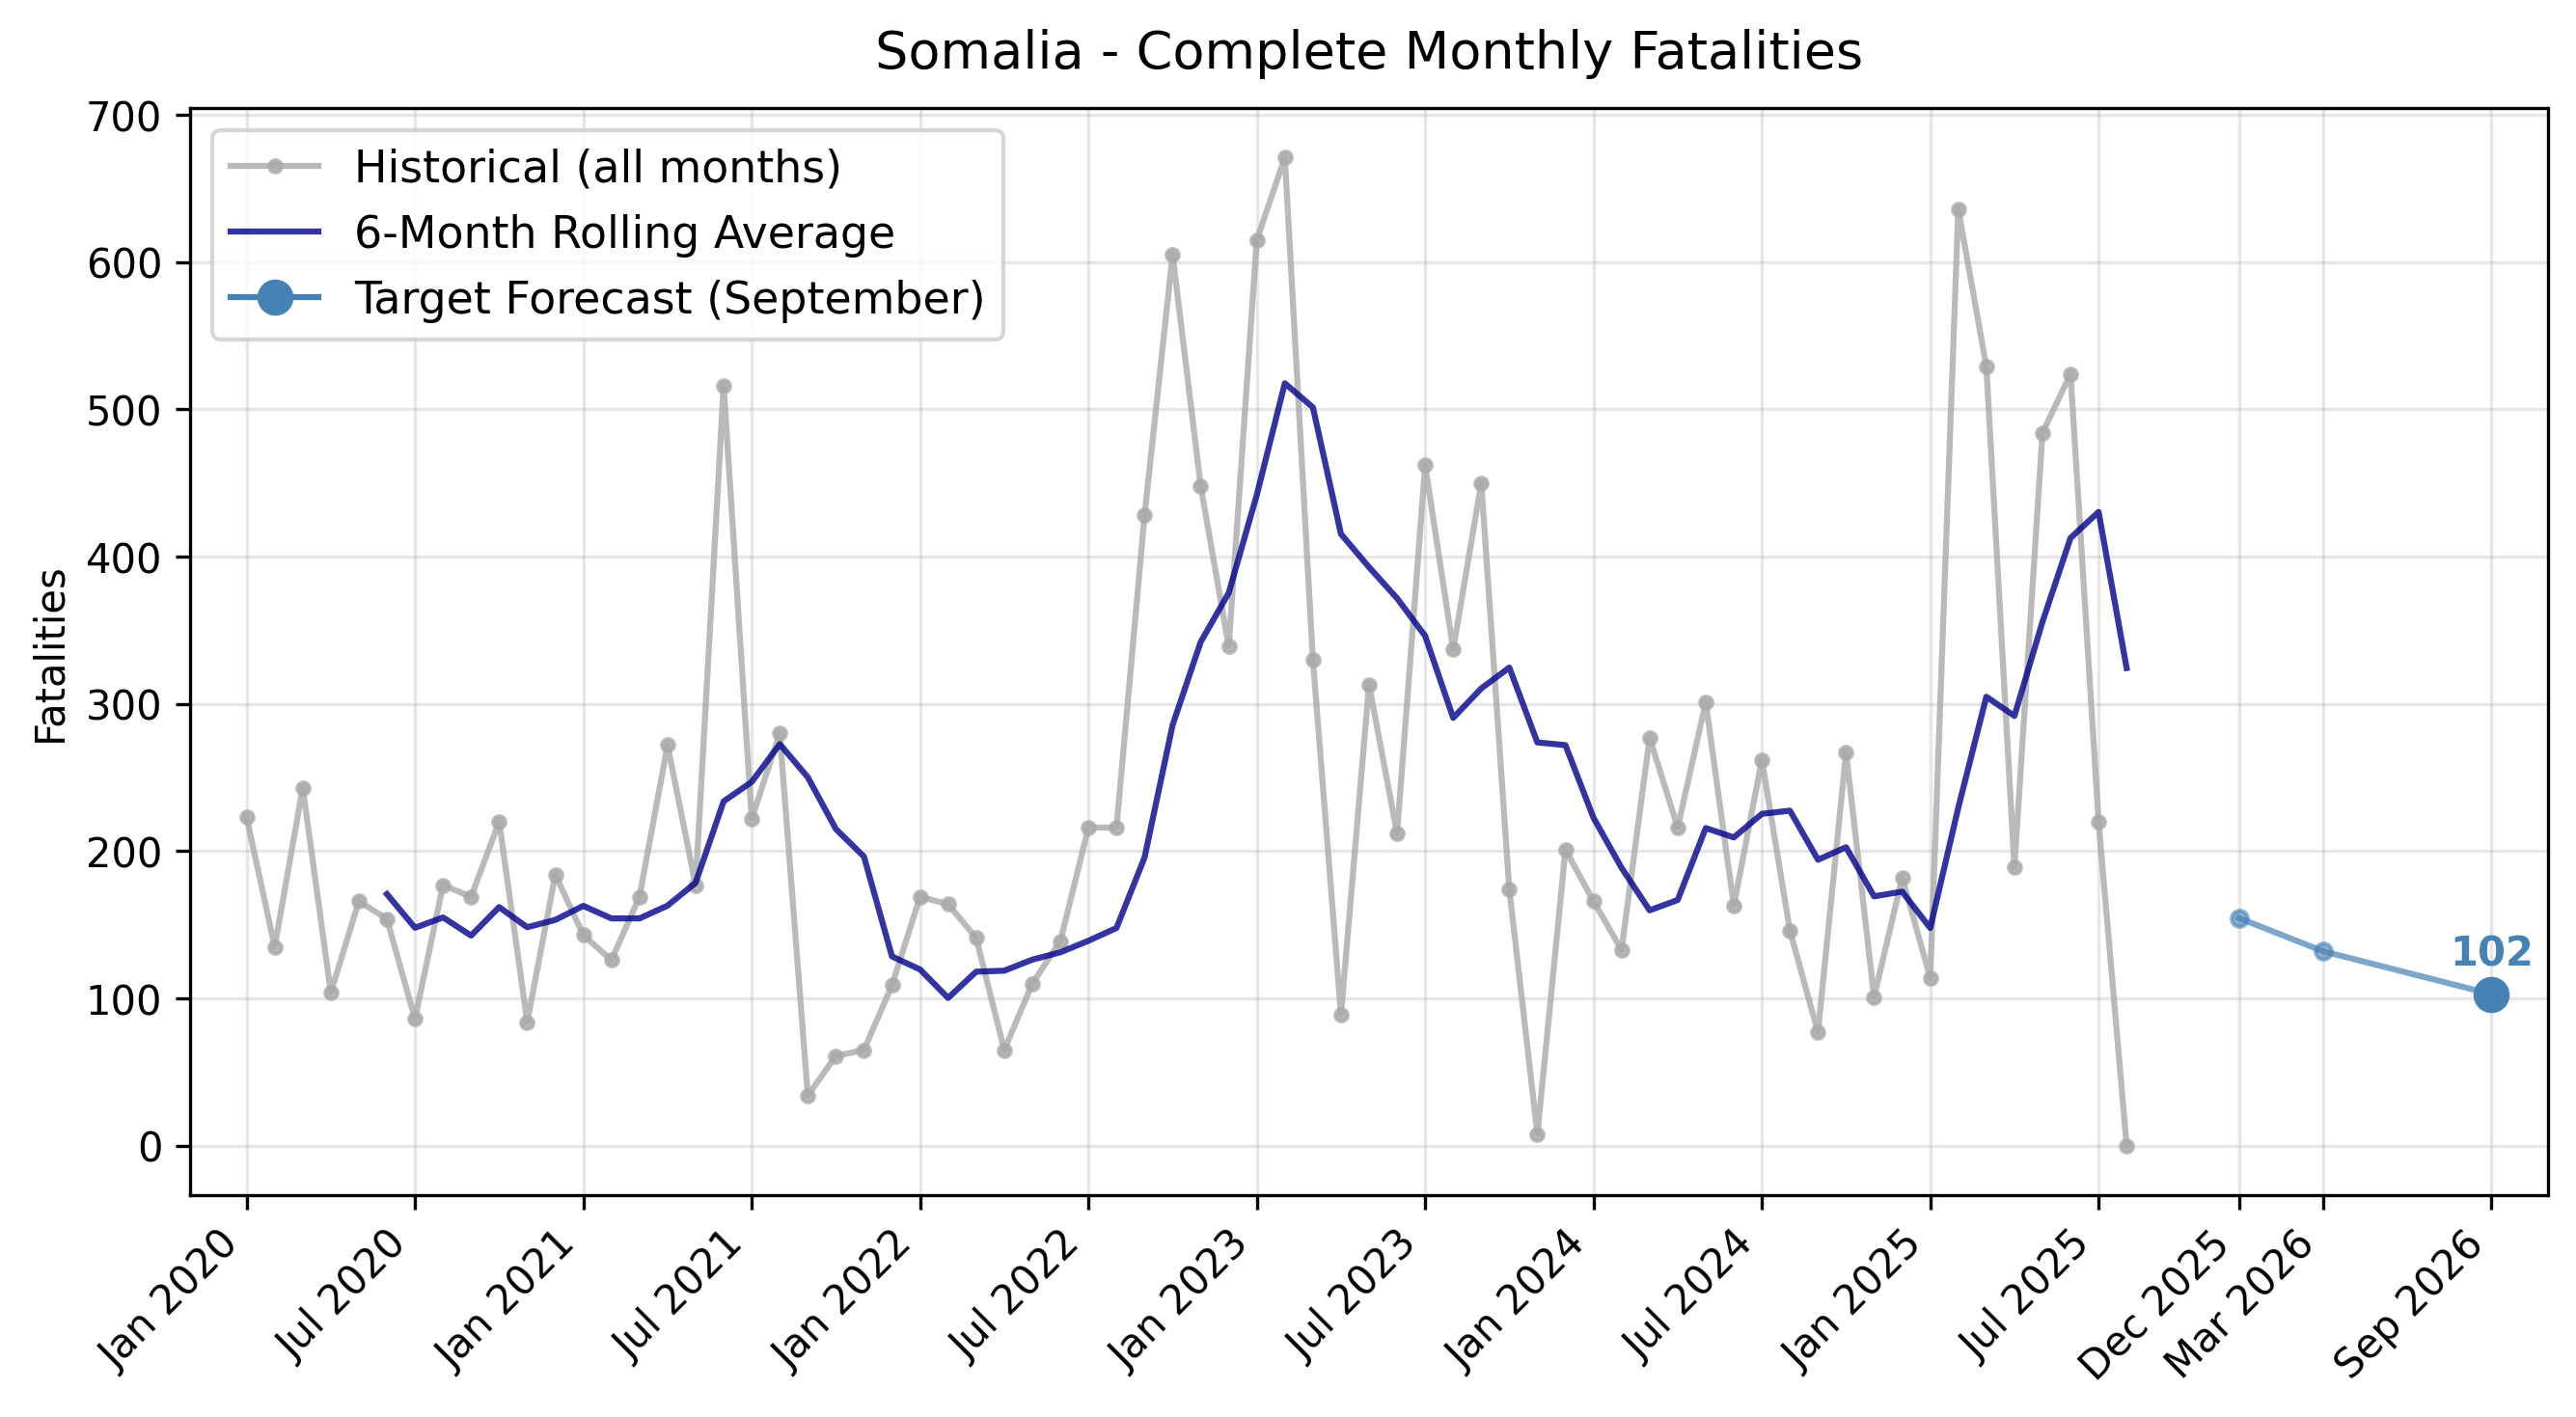 Somalia - Complete Monthly Fatalities
Fatalities
700
600
500
400
300
200
100
0
Historical (all months)
6-Month Rolling Average
Target Forecast (September)
102
Jan 2020
Jul 2020
Jan 2021
Jul 2021
Jan 2022
Jul 2022
Jan 2023
Jul 2023
Jan 2024
Jul 2024
Jan 2025
Jul 2025
Dec 2025
Mar 2026
Sep 2026